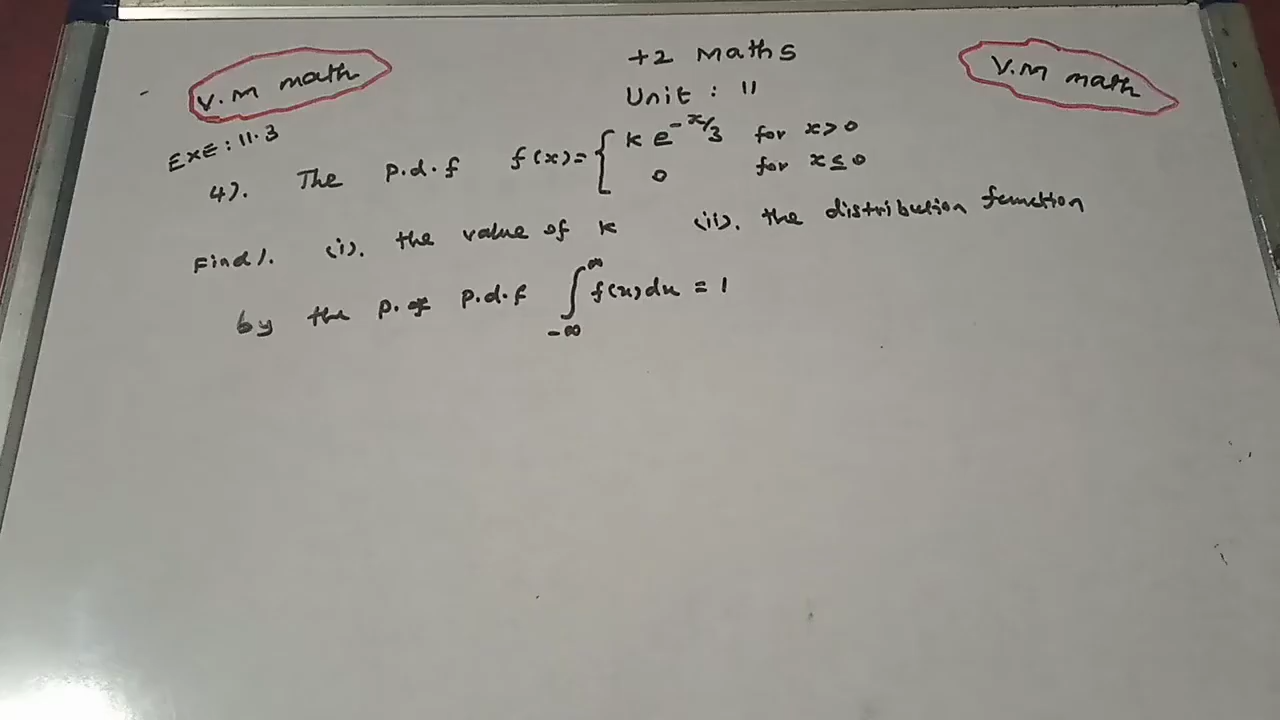 V.M math
+2 Maths
V.M math
Unit : 11
EXE : 11.3
4). The p.d.f f(x) = { k e^{-x/3} for x>0
0 for x≤0
Find). (i). the value of k (ii). the distribution function
by the p. of p.d.f ∫_{-∞}^{∞} f(x)dx = 1